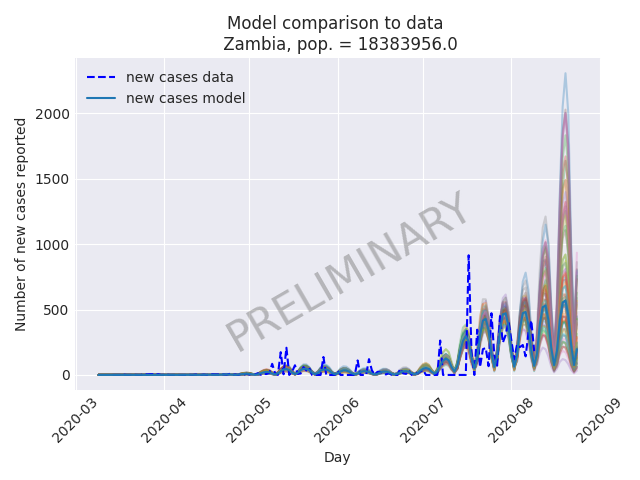 Model comparison to data
Zambia, pop. = 18383956.0
new cases data
new cases model
2000
1500
1000
500
0
Number of new cases reported
PRELIMINARY
2020-03
2020-04
2020-05
2020-06
2020-07
2020-08
2020-09
Day